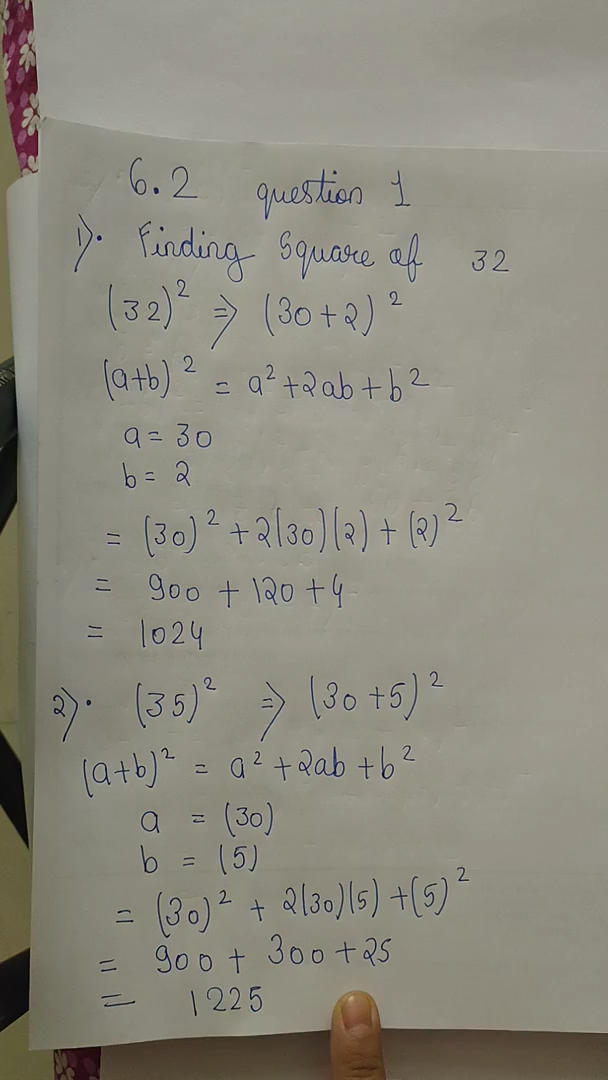 6.2 question 1
1). Finding Square of 32
(32)² ⇒ (30+2)²
(a+b)² = a²+2ab+b²
a = 30
b = 2
= (30)² + 2(30)(2) + (2)²
= 900 + 120 + 4
= 1024
2). (35)² ⇒ (30+5)²
(a+b)² = a²+2ab+b²
a = (30)
b = (5)
= (30)² + 2(30)(5) + (5)²
= 900 + 300 + 25
= 1225